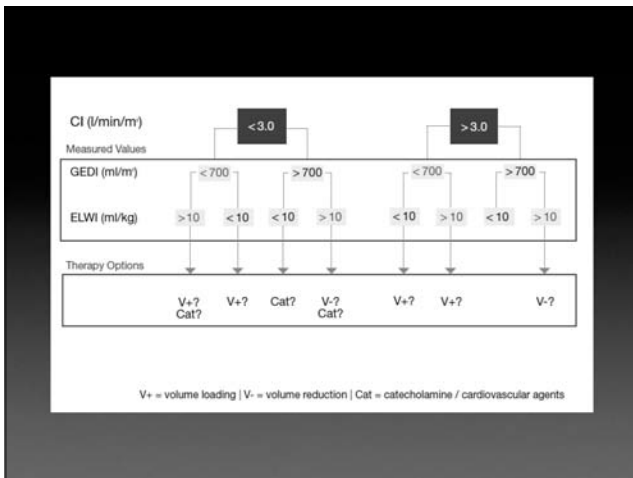 CI (l/min/m²)
<3.0 >3.0
Measured Values
GEDI (ml/m²) <700 >700 <700 >700
ELWI (ml/kg) >10 <10 <10 >10 <10 >10 <10 >10
Therapy Options
V+? V+? Cat? V-? V+? V+? V-?
Cat? Cat?
V+ = volume loading | V- = volume reduction | Cat = catecholamine / cardiovascular agents